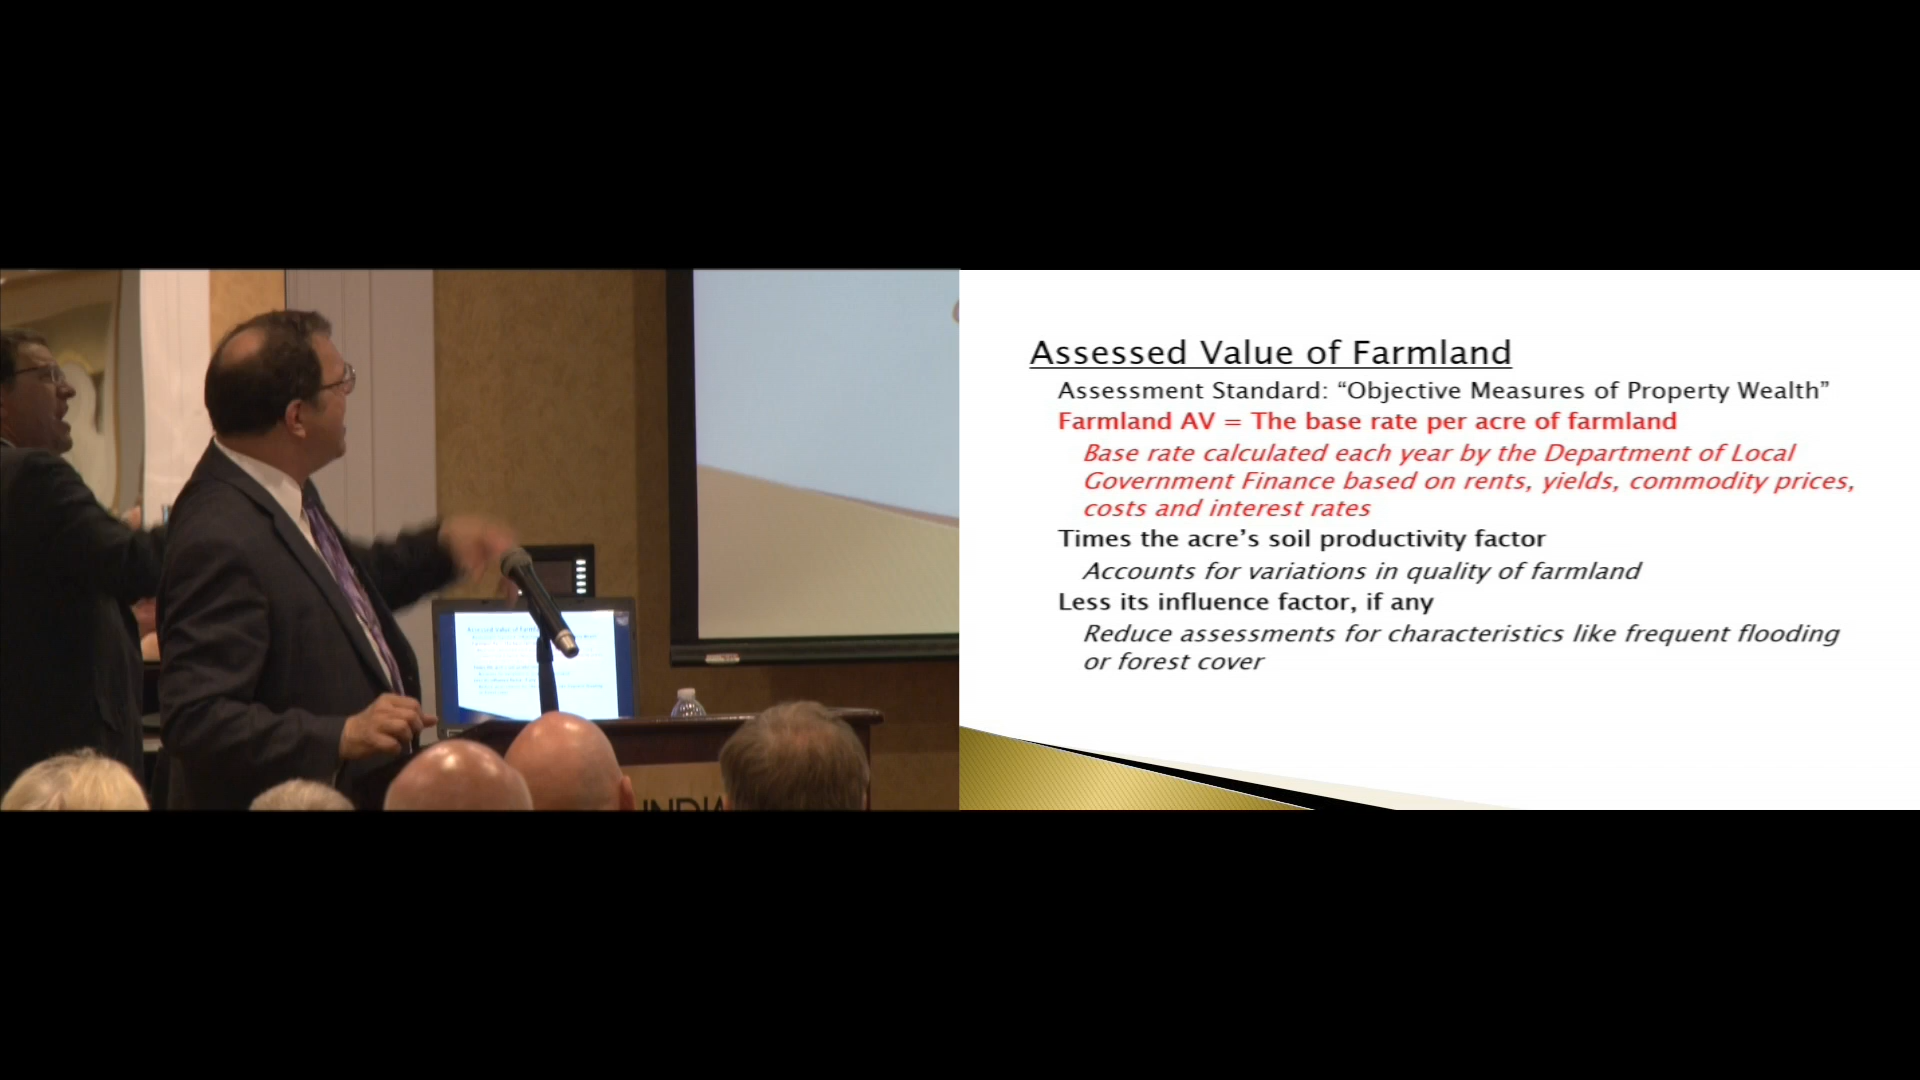 Assessed Value of Farmland
Assessment Standard: “Objective Measures of Property Wealth”
Farmland AV = The base rate per acre of farmland
Base rate calculated each year by the Department of Local
Government Finance based on rents, yields, commodity prices,
costs and interest rates
Times the acre’s soil productivity factor
Accounts for variations in quality of farmland
Less its influence factor, if any
Reduce assessments for characteristics like frequent flooding
or forest cover